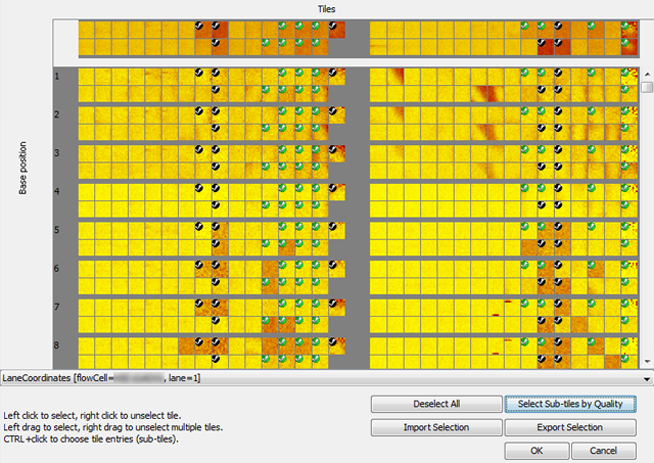 Tiles
Base position
1
2
3
4
5
6
7
8
LaneCoordinates [flowCell= , lane=1]
Left click to select, right click to unselect tile.
Left drag to select, right drag to unselect multiple tiles.
CTRL+click to choose tile entries (sub-tiles).
Deselect All
Select Sub-tiles by Quality
Import Selection
Export Selection
OK
Cancel